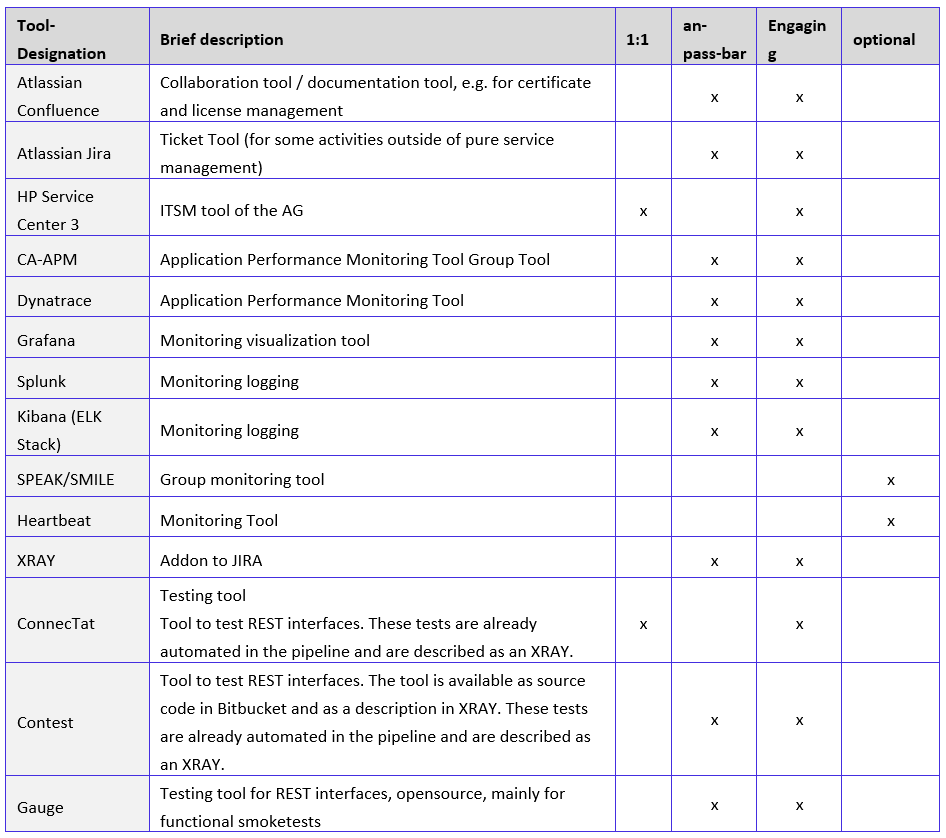 Tool-
Designation
Brief description
1:1
an-
pass-bar
Engagin
g
optional
Atlassian
Confluence
Collaboration tool / documentation tool, e.g. for certificate
and license management
x
x
Atlassian Jira
Ticket Tool (for some activities outside of pure service
management)
x
x
HP Service
Center 3
ITSM tool of the AG
x
x
CA-APM
Application Performance Monitoring Tool Group Tool
x
x
Dynatrace
Application Performance Monitoring Tool
x
x
Grafana
Monitoring visualization tool
x
x
Splunk
Monitoring logging
x
x
Kibana (ELK
Stack)
Monitoring logging
x
x
SPEAK/SMILE
Group monitoring tool
x
Heartbeat
Monitoring Tool
x
XRAY
Addon to JIRA
x
x
ConnecTat
Testing tool
Tool to test REST interfaces. These tests are already
automated in the pipeline and are described as an XRAY.
x
x
Contest
Tool to test REST interfaces. The tool is available as source
code in Bitbucket and as a description in XRAY. These tests
are already automated in the pipeline and are described as
an XRAY.
x
x
Gauge
Testing tool for REST interfaces, opensource, mainly for
functional smoketests
x
x